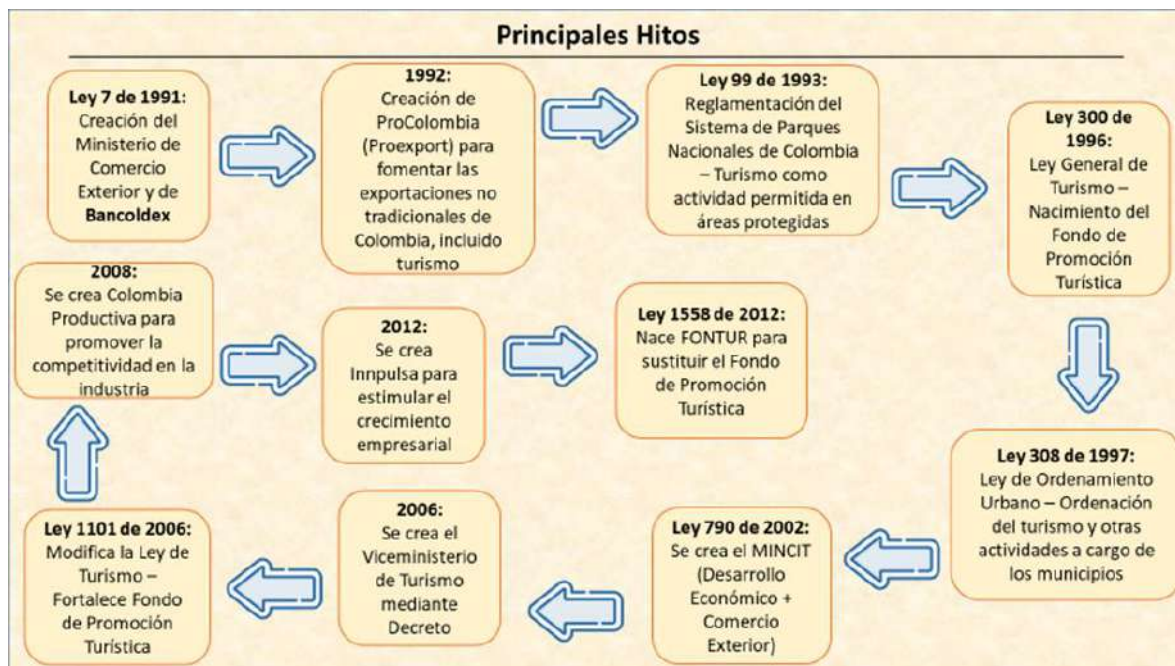 Principales Hitos
Ley 7 de 1991:
Creación del
Ministerio de
Comercio
Exterior y de
Bancoldex
1992:
Creación de
ProColombia
(Proexport) para
fomentar las
exportaciones no
tradicionales de
Colombia, incluido
turismo
Ley 99 de 1993:
Reglamentación del
Sistema de Parques
Nacionales de Colombia
– Turismo como
actividad permitida en
áreas protegidas
Ley 300 de
1996:
Ley General de
Turismo –
Nacimiento del
Fondo de
Promoción
Turística
Ley 308 de 1997:
Ley de Ordenamiento
Urbano – Ordenación
del turismo y otras
actividades a cargo de
los municipios
Ley 790 de 2002:
Se crea el MINCIT
(Desarrollo
Económico +
Comercio
Exterior)
2006:
Se crea el
Viceministerio
de Turismo
mediante
Decreto
Ley 1101 de 2006:
Modifica la Ley de
Turismo –
Fortalece Fondo
de Promoción
Turística
2008:
Se crea Colombia
Productiva para
promover la
competitividad en la
industria
2012:
Se crea
Innpulsa para
estimular el
crecimiento
empresarial
Ley 1558 de 2012:
Nace FONTUR para
sustituir el Fondo
de Promoción
Turística